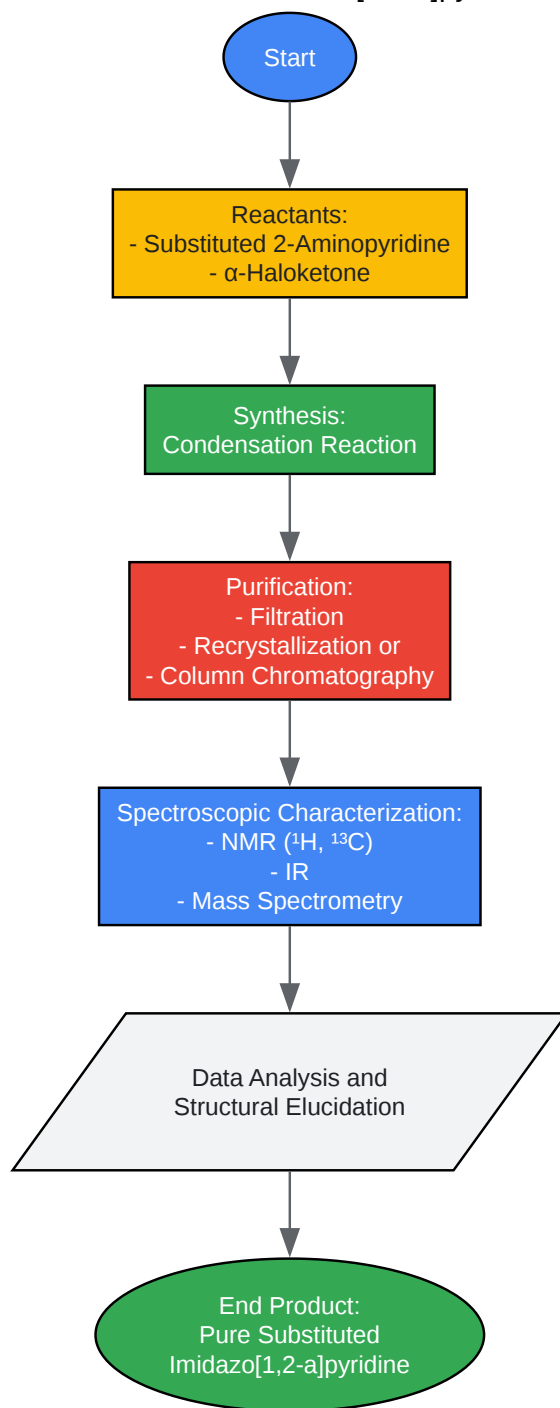 Start
Reactants:
- Substituted 2-Aminopyridine
- α-Haloketone
Synthesis:
Condensation Reaction
Purification:
- Filtration
- Recrystallization or
- Column Chromatography
Spectroscopic Characterization:
- NMR (¹H, ¹³C)
- IR
- Mass Spectrometry
Data Analysis and
Structural Elucidation
End Product:
Pure Substituted
Imidazo[1,2-a]pyridine